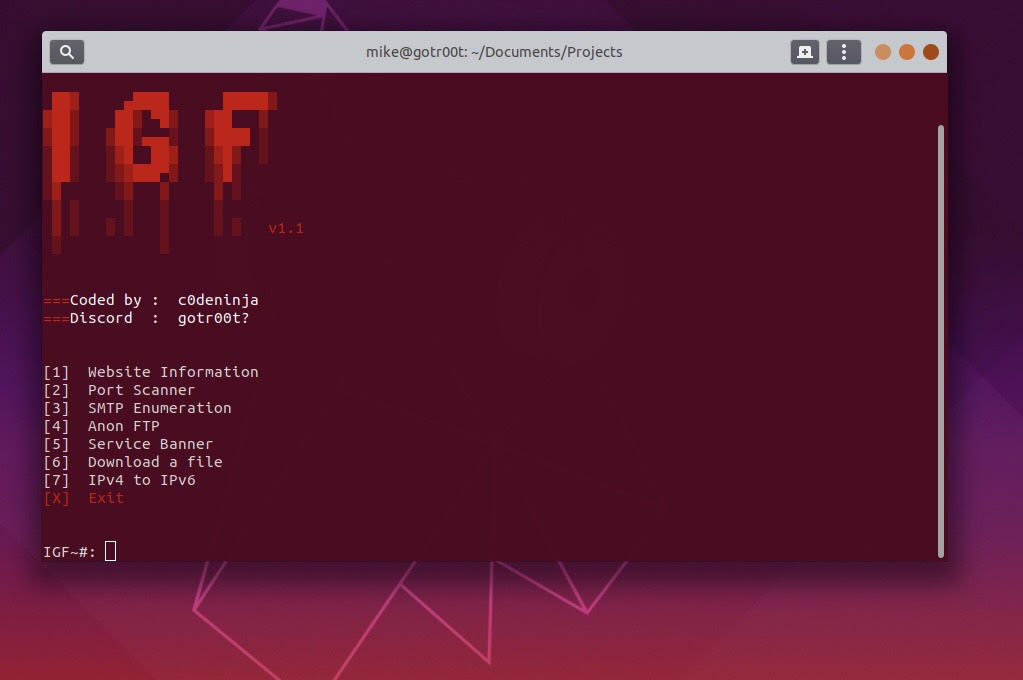 mike@gotr00t: ~/Documents/Projects
IGF
v1.1
===Coded by :  c0deninja
===Discord  :  gotr00t?
[1]  Website Information
[2]  Port Scanner
[3]  SMTP Enumeration
[4]  Anon FTP
[5]  Service Banner
[6]  Download a file
[7]  IPv4 to IPv6
[X]  Exit
IGF~#: